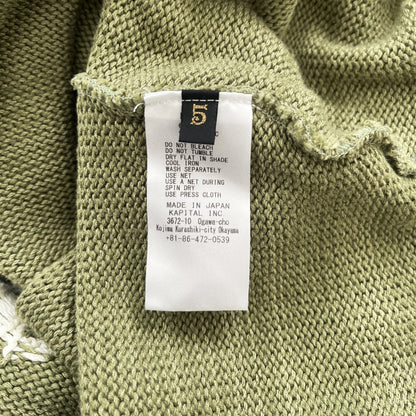 5
DO NOT BLEACH
DO NOT TUMBLE
DRY FLAT IN SHADE
COOL IRON
WASH SEPARATELY
USE NET
USE A NET DURING
SPIN DRY
USE PRESS CLOTH
MADE IN JAPAN
KAPITAL INC
3672-10 Ogawa-cho
Kojima Kurashiki-city Okayama
+81-86-472-0539